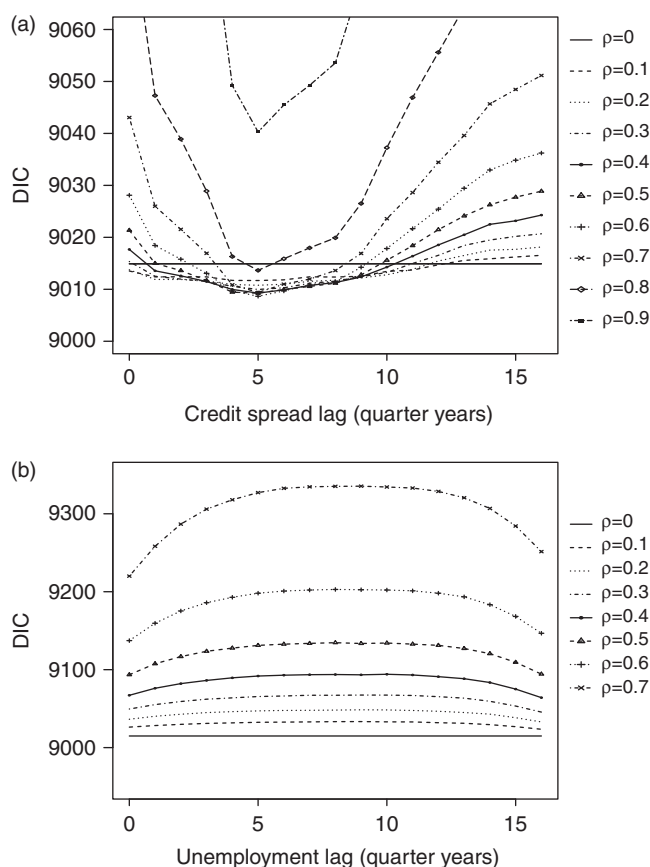 (a)
9060
9050
9040
9030
9020
9010
9000
DIC
0 5 10 15
Credit spread lag (quarter years)
ρ=0
ρ=0.1
ρ=0.2
ρ=0.3
ρ=0.4
ρ=0.5
ρ=0.6
ρ=0.7
ρ=0.8
ρ=0.9
(b)
9300
9200
9100
9000
DIC
0 5 10 15
Unemployment lag (quarter years)
ρ=0
ρ=0.1
ρ=0.2
ρ=0.3
ρ=0.4
ρ=0.5
ρ=0.6
ρ=0.7